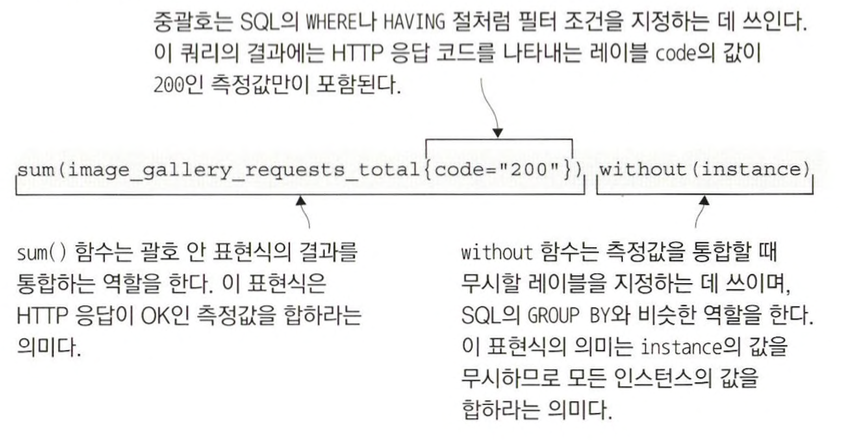 중괄호는 SQL의 WHERE나 HAVING 절처럼 필터 조건을 지정하는 데 쓰인다.
이 쿼리의 결과에는 HTTP 응답 코드를 나타내는 레이블 code의 값이
200인 측정값만이 포함된다.
sum(image_gallery_requests_total{code="200"}) without(instance)
sum() 함수는 괄호 안 표현식의 결과를
통합하는 역할을 한다. 이 표현식은
HTTP 응답이 OK인 측정값을 합하라는
의미다.
without 함수는 측정값을 통합할 때
무시할 레이블을 지정하는 데 쓰이며,
SQL의 GROUP BY와 비슷한 역할을 한다.
이 표현식의 의미는 instance의 값을
무시하므로 모든 인스턴스의 값을
합하라는 의미다.